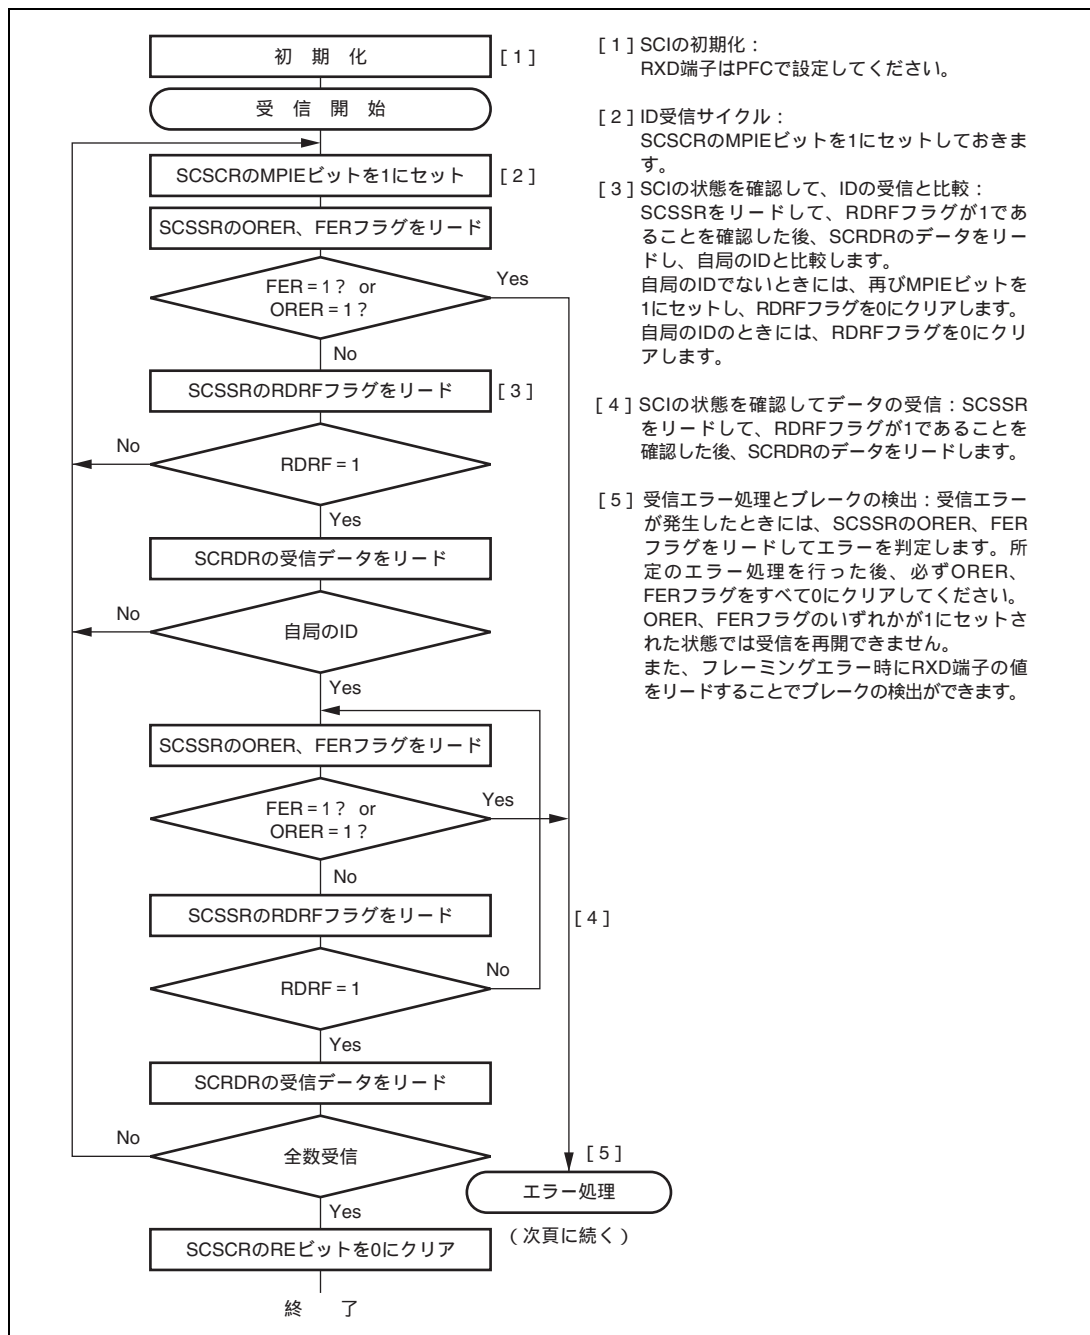 初 期 化 [1]
受 信 開 始
SCSCRのMPIEビットを1にセット [2]
SCSSRのORER、FERフラグをリード
FER = 1? or
ORER = 1?
Yes
No
SCSSRのRDRFフラグをリード [3]
No
RDRF = 1
Yes
SCRDRの受信データをリード
No
自局のID
Yes
SCSSRのORER、FERフラグをリード
FER = 1? or
ORER = 1?
Yes
No
SCSSRのRDRFフラグをリード
[4]
No
RDRF = 1
Yes
SCRDRの受信データをリード
No
全数受信
[5]
エラー処理
Yes
(次頁に続く)
SCSCRのREビットを0にクリア
終 了
[1] SCIの初期化:
RXD端子はPFCで設定してください。
[2] ID受信サイクル:
SCSCRのMPIEビットを1にセットしておきま
す。
[3] SCIの状態を確認して、IDの受信と比較:
SCSSRをリードして、RDRFフラグが1であ
ることを確認した後、SCRDRのデータをリー
ドし、自局のIDと比較します。
自局のIDでないときには、再びMPIEビットを
1にセットし、RDRFフラグを0にクリアします。
自局のIDのときには、RDRFフラグを0にクリ
アします。
[4] SCIの状態を確認してデータの受信:SCSSR
をリードして、RDRFフラグが1であることを
確認した後、SCRDRのデータをリードします。
[5] 受信エラー処理とブレークの検出:受信エラー
が発生したときには、SCSSRのORER、FER
フラグをリードしてエラーを判定します。所
定のエラー処理を行った後、必ずORER、
FERフラグをすべて0にクリアしてください。
ORER、FERフラグのいずれかが1にセットさ
れた状態では受信を再開できません。
また、フレーミングエラー時にRXD端子の値
をリードすることでブレークの検出ができます。